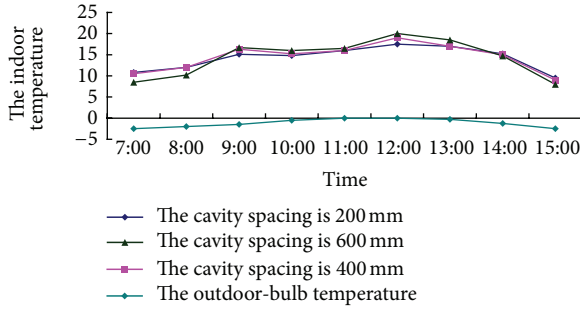 The indoor
temperature
25
20
15
10
5
0
−5
7:00 8:00 9:00 10:00 11:00 12:00 13:00 14:00 15:00
Time
The cavity spacing is 200 mm
The cavity spacing is 600 mm
The cavity spacing is 400 mm
The outdoor-bulb temperature